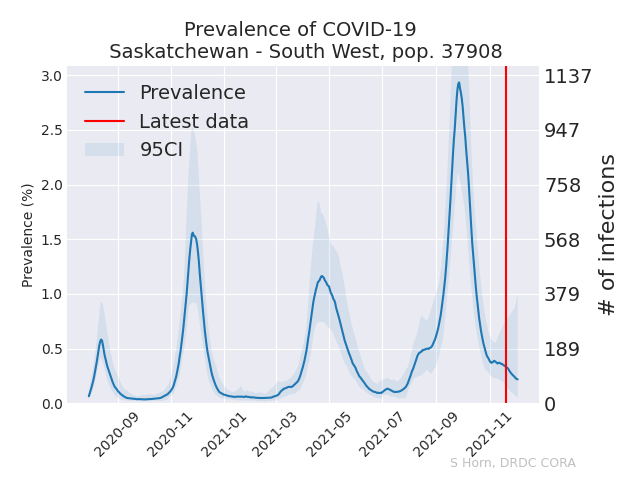 Prevalence of COVID-19
Saskatchewan - South West, pop. 37908
Prevalence
Latest data
95CI
Prevalence (%)
3.0
2.5
2.0
1.5
1.0
0.5
0.0
1137
947
758
568
379
189
0
# of infections
2020-09
2020-11
2021-01
2021-03
2021-05
2021-07
2021-09
2021-11
S Horn, DRDC CORA